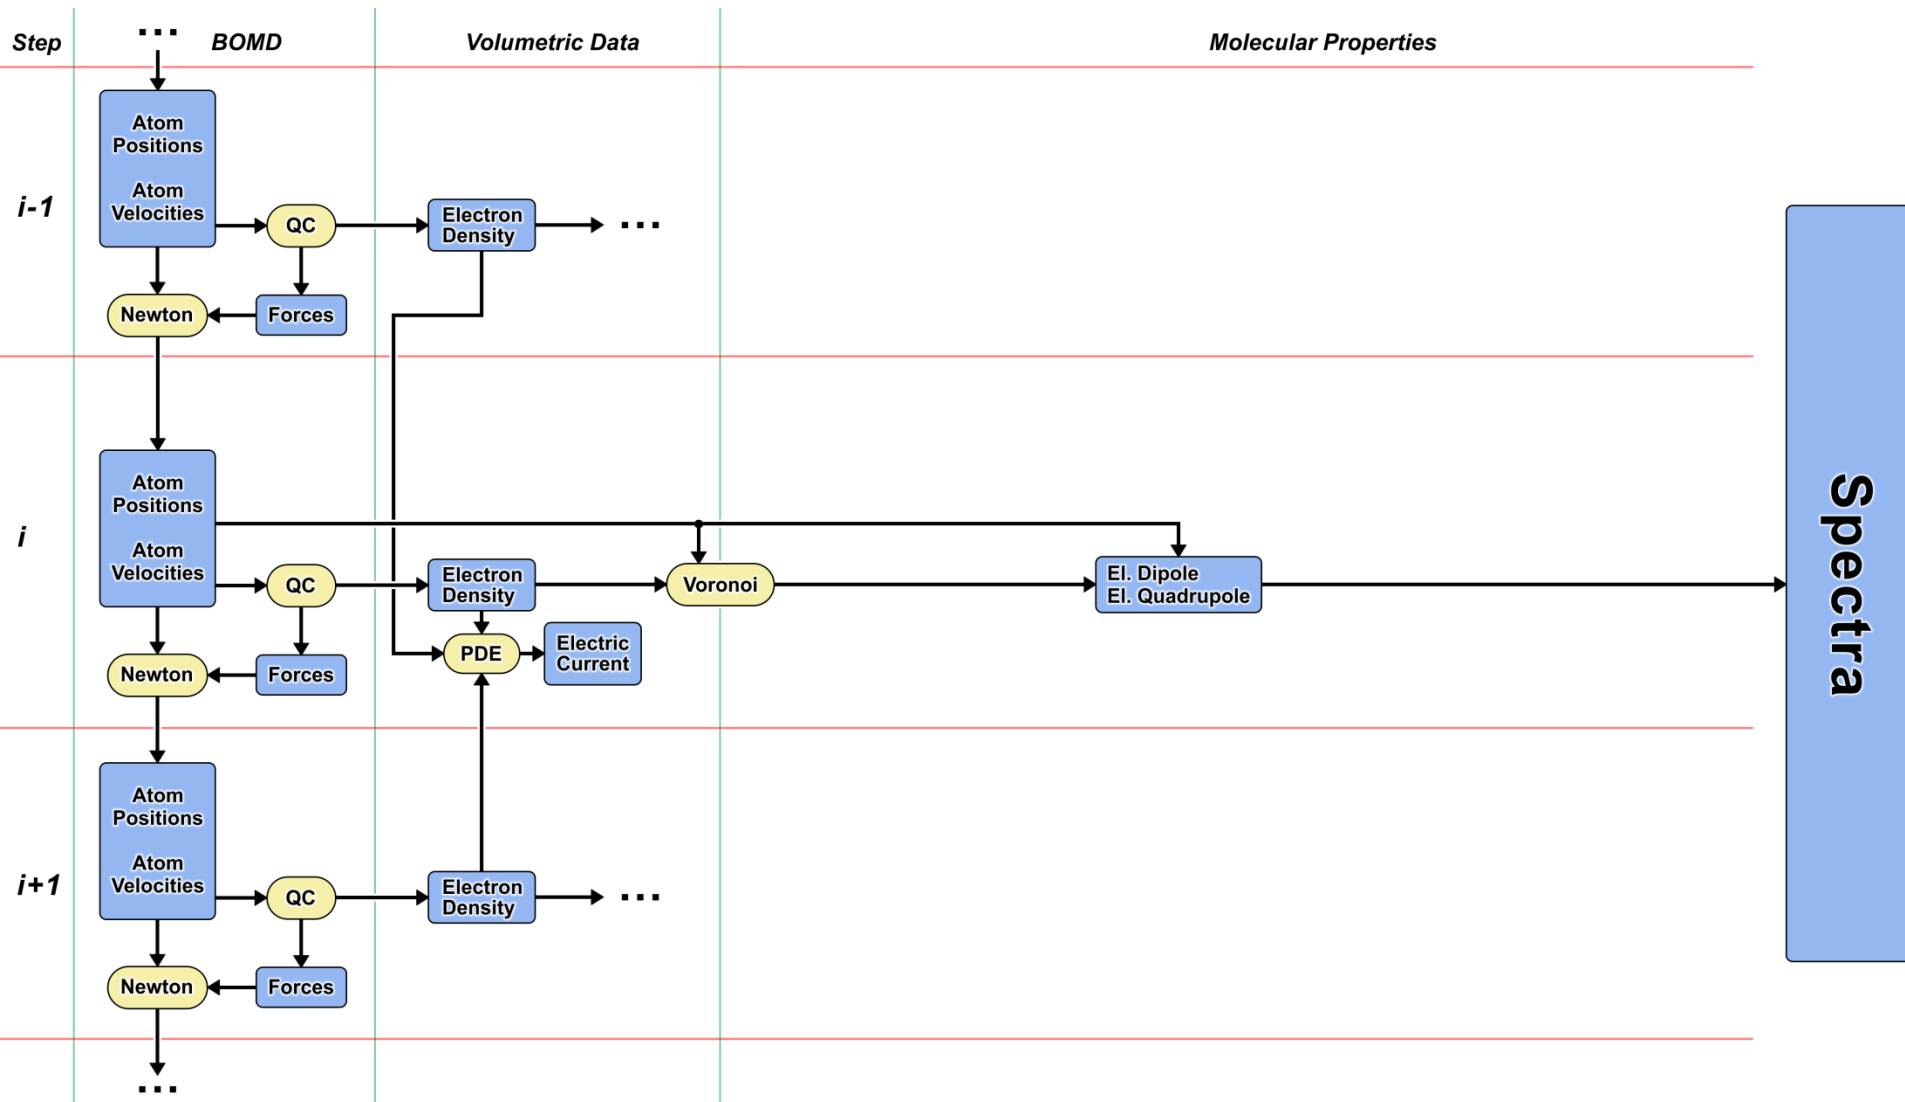 Step
BOMD
Volumetric Data
Molecular Properties
...
i-1
Atom
Positions
Atom
Velocities
QC
Electron
Density
...
Newton
Forces
i
Atom
Positions
Atom
Velocities
QC
Electron
Density
Voronoi
El. Dipole
El. Quadrupole
Newton
Forces
PDE
Electric
Current
i+1
Atom
Positions
Atom
Velocities
QC
Electron
Density
...
Newton
Forces
...
Spectra